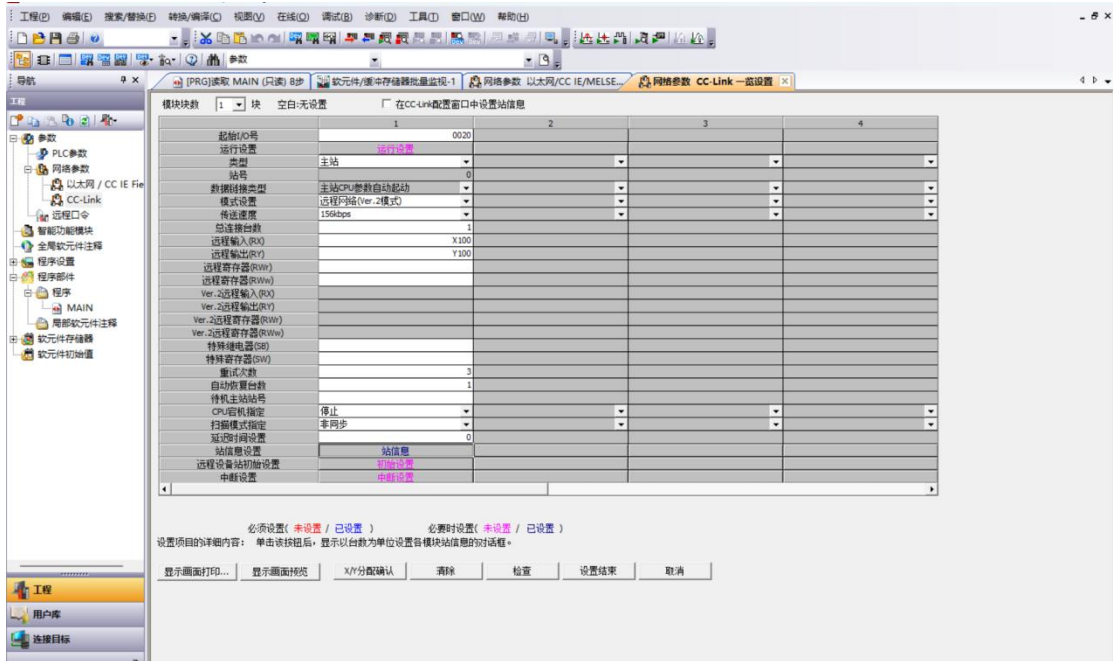 工程(P) 编辑(E) 搜索/替换(F) 转换/编译(C) 视图(V) 在线(O) 调试(B) 诊断(D) 工具(T) 窗口(W) 帮助(H)
参数
导航
[PRG]读取 MAIN (只读) 8步
软元件/缓冲存储器批量监视-1
网络参数 以太网/CC IE/MELSE...
网络参数 CC-Link 一览设置
工程
参数
PLC参数
网络参数
以太网 / CC IE Fie
CC-Link
远程口令
智能功能模块
全局软元件注释
程序设置
程序部件
程序
MAIN
局部软元件注释
软元件存储器
软元件初始值
工程
用户库
连接目标
模块块数 1 块 空白:无设置 在CC-Link配置窗口中设置站信息
1 2 3 4
起始I/O号 0020
运行设置 运行设置
类型 主站
站号 0
数据链接类型 主站CPU参数自动起动
模式设置 远程网络(Ver.2模式)
传送速度 156kbps
总连接台数 1
远程输入(RX) X100
远程输出(RY) Y100
远程寄存器(RWr)
远程寄存器(RWw)
Ver.2远程输入(RX)
Ver.2远程输出(RY)
Ver.2远程寄存器(RWr)
Ver.2远程寄存器(RWw)
特殊继电器(SB)
特殊寄存器(SW)
重试次数 3
自动恢复台数 1
待机主站站号
CPU宕机指定 停止
扫描模式指定 非同步
延迟时间设置 0
站信息设置 站信息
远程设备站初始设置 初始设置
中断设置 中断设置
必须设置( 未设置 / 已设置 ) 必要时设置( 未设置 / 已设置 )
设置项目的详细内容: 单击该按钮后，显示以台数为单位设置各模块站信息的对话框。
显示画面打印... 显示画面预览 X/Y分配确认 清除 检查 设置结束 取消